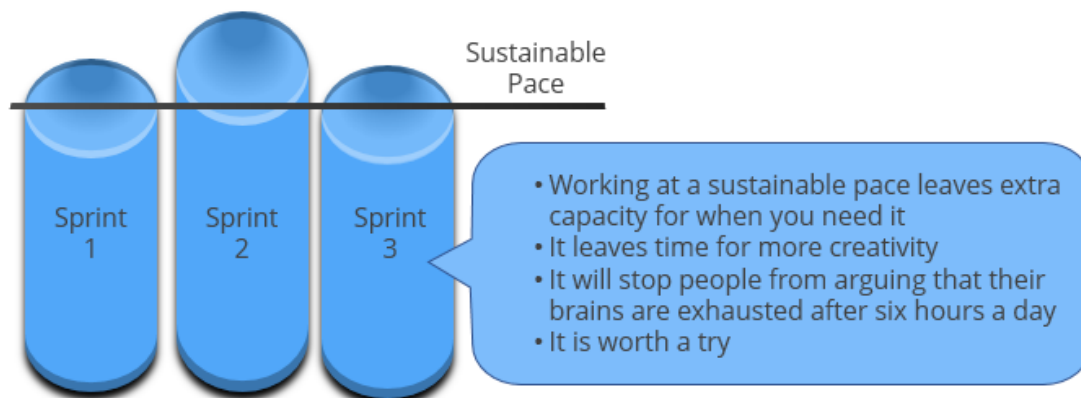 Sustainable
Pace
Sprint
1
Sprint
2
Sprint
3
• Working at a sustainable pace leaves extra
capacity for when you need it
• It leaves time for more creativity
• It will stop people from arguing that their
brains are exhausted after six hours a day
• It is worth a try